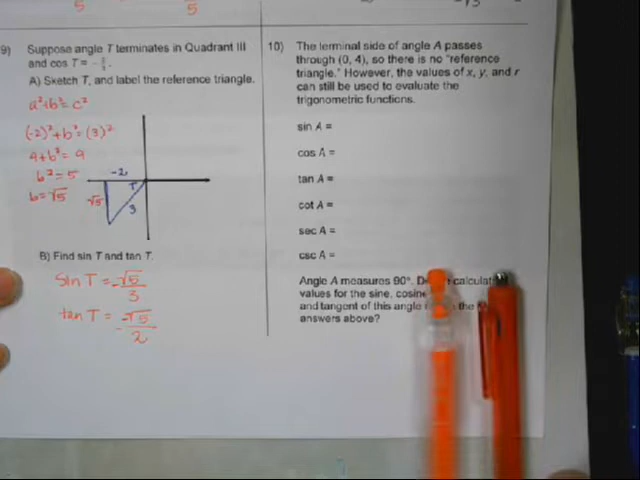 5
5
9) Suppose angle T terminates in Quadrant III
and cos T = -2/3.
A) Sketch T, and label the reference triangle.
a²+b²=c²
(-2)²+b²=(3)²
4+b²=9
b²=5
b=√5
-2
T
√5
3
B) Find sin T and tan T.
sin T = -√5/3
tan T = -√5/-2
10) The terminal side of angle A passes
through (0, 4), so there is no "reference
triangle." However, the values of x, y, and r
can still be used to evaluate the
trigonometric functions.
sin A =
cos A =
tan A =
cot A =
sec A =
csc A =
Angle A measures 90°. calculat
values for the sine, cosine
and tangent of this angle the
answers above?